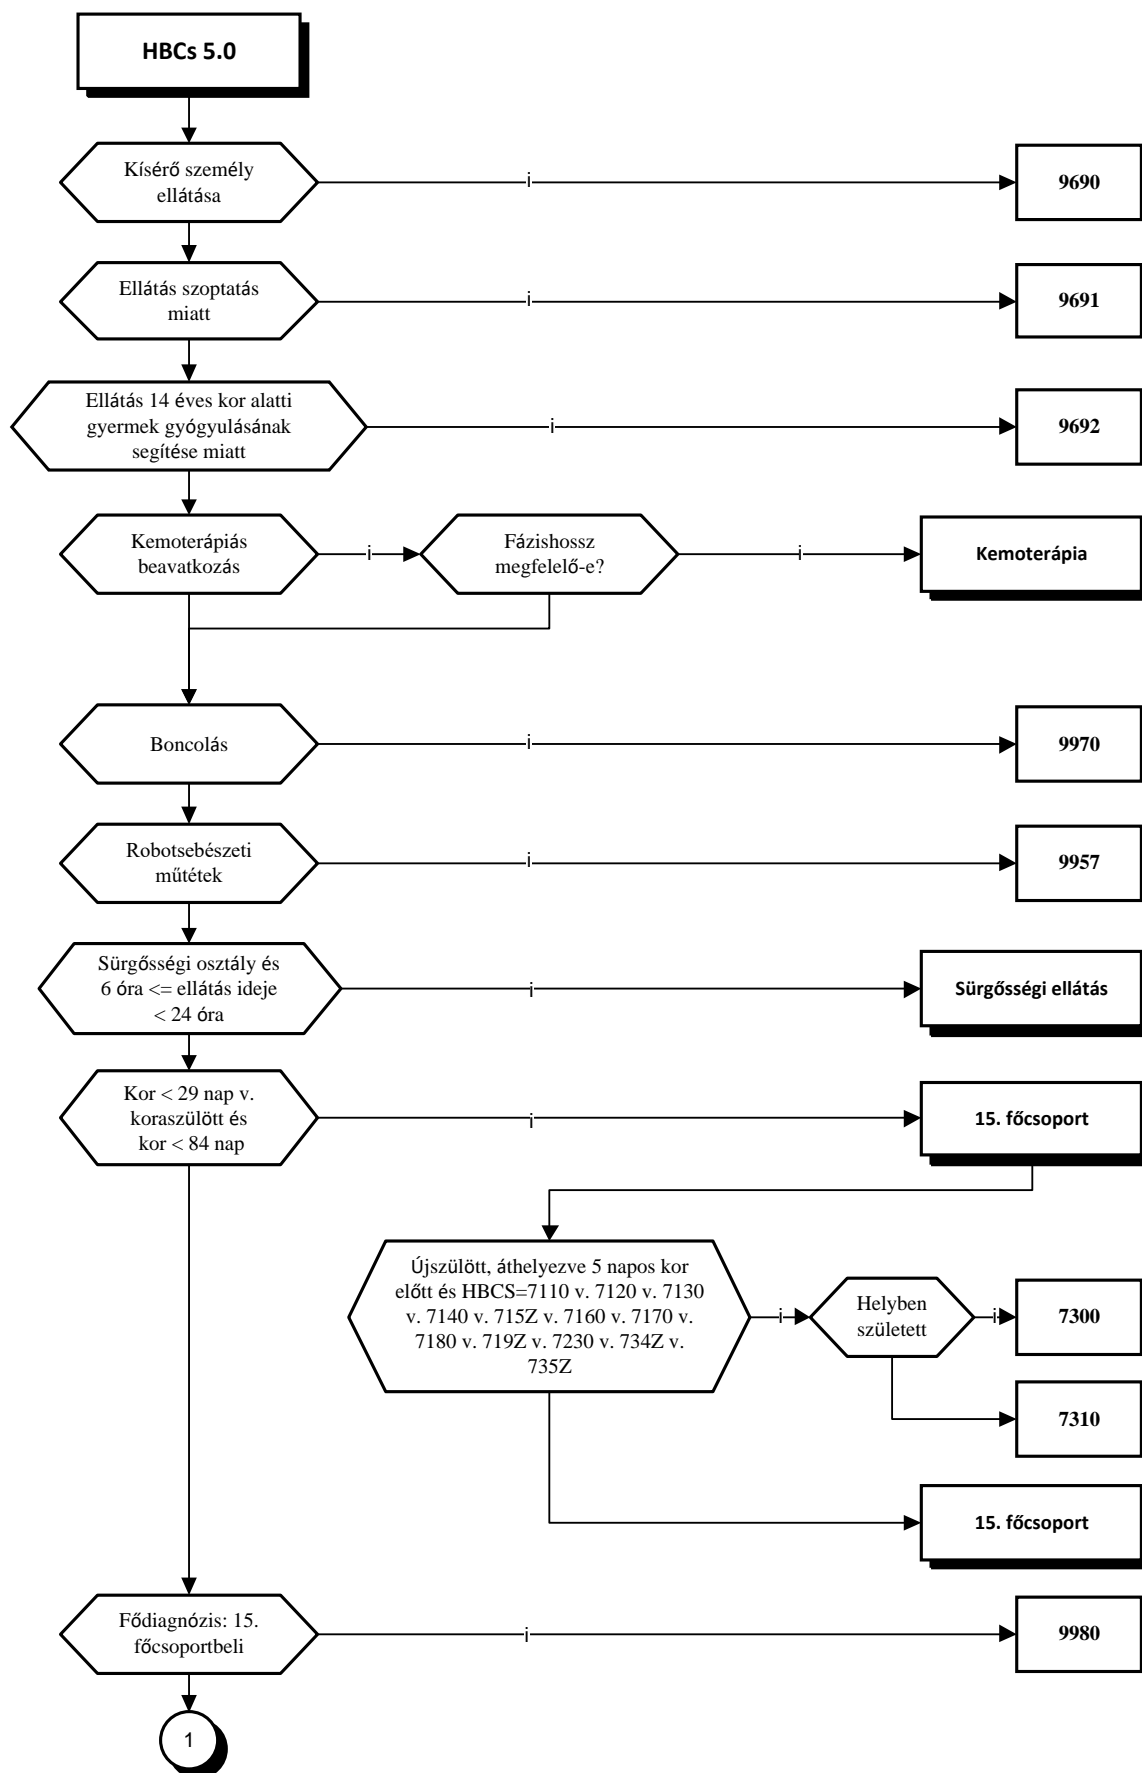 HBCs 5.0
Kísérő személy
ellátása
i
9690
Ellátás szoptatás
miatt
i
9691
Ellátás 14 éves kor alatti
gyermek gyógyulásának
segítése miatt
i
9692
Kemoterápiás
beavatkozás
i
Fázishossz
megfelelő-e?
i
Kemoterápia
Boncolás
i
9970
Robotsebészeti
műtétek
i
9957
Sürgősségi osztály és
6 óra <= ellátás ideje
< 24 óra
i
Sürgősségi ellátás
Kor < 29 nap v.
koraszülött és
kor < 84 nap
i
15. főcsoport
Újszülött, áthelyezve 5 napos kor
előtt és HBCS=7110 v. 7120 v. 7130
v. 7140 v. 715Z v. 7160 v. 7170 v.
7180 v. 719Z v. 7230 v. 734Z v.
735Z
i
Helyben
született
i
7300
7310
15. főcsoport
Fődiagnózis: 15.
főcsoportbeli
i
9980
1